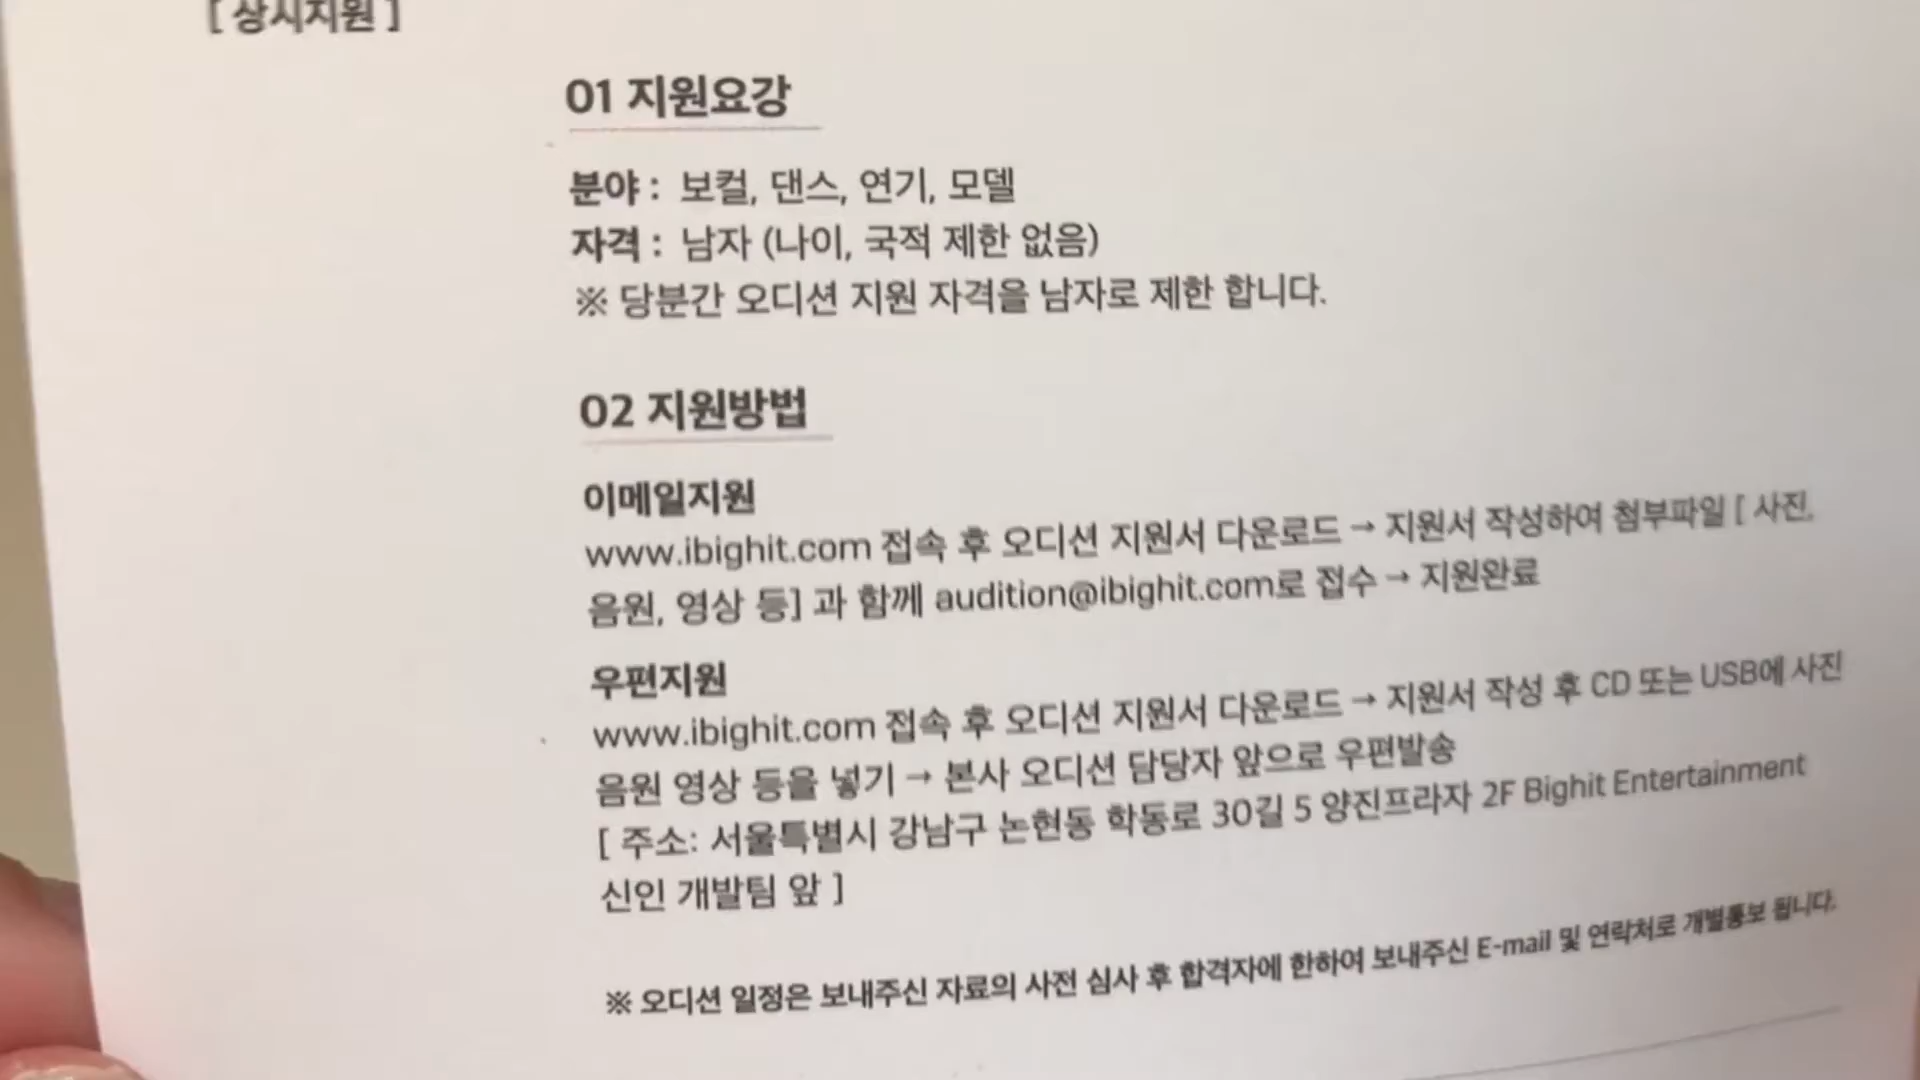 [ 상시지원 ]
01 지원요강
분야 : 보컬, 댄스, 연기, 모델
자격 : 남자 (나이, 국적 제한 없음)
※ 당분간 오디션 지원 자격을 남자로 제한 합니다.
02 지원방법
이메일지원
www.ibighit.com 접속 후 오디션 지원서 다운로드 → 지원서 작성하여 첨부파일 [ 사진,
음원, 영상 등] 과 함께 audition@ibighit.com로 접수 → 지원완료
우편지원
www.ibighit.com 접속 후 오디션 지원서 다운로드 → 지원서 작성 후 CD 또는 USB에 사진
음원 영상 등을 넣기 → 본사 오디션 담당자 앞으로 우편발송
[ 주소: 서울특별시 강남구 논현동 학동로 30길 5 양진프라자 2F Bighit Entertainment
신인 개발팀 앞 ]
※ 오디션 일정은 보내주신 자료의 사전 심사 후 합격자에 한하여 보내주신 E-mail 및 연락처로 개별통보 됩니다.